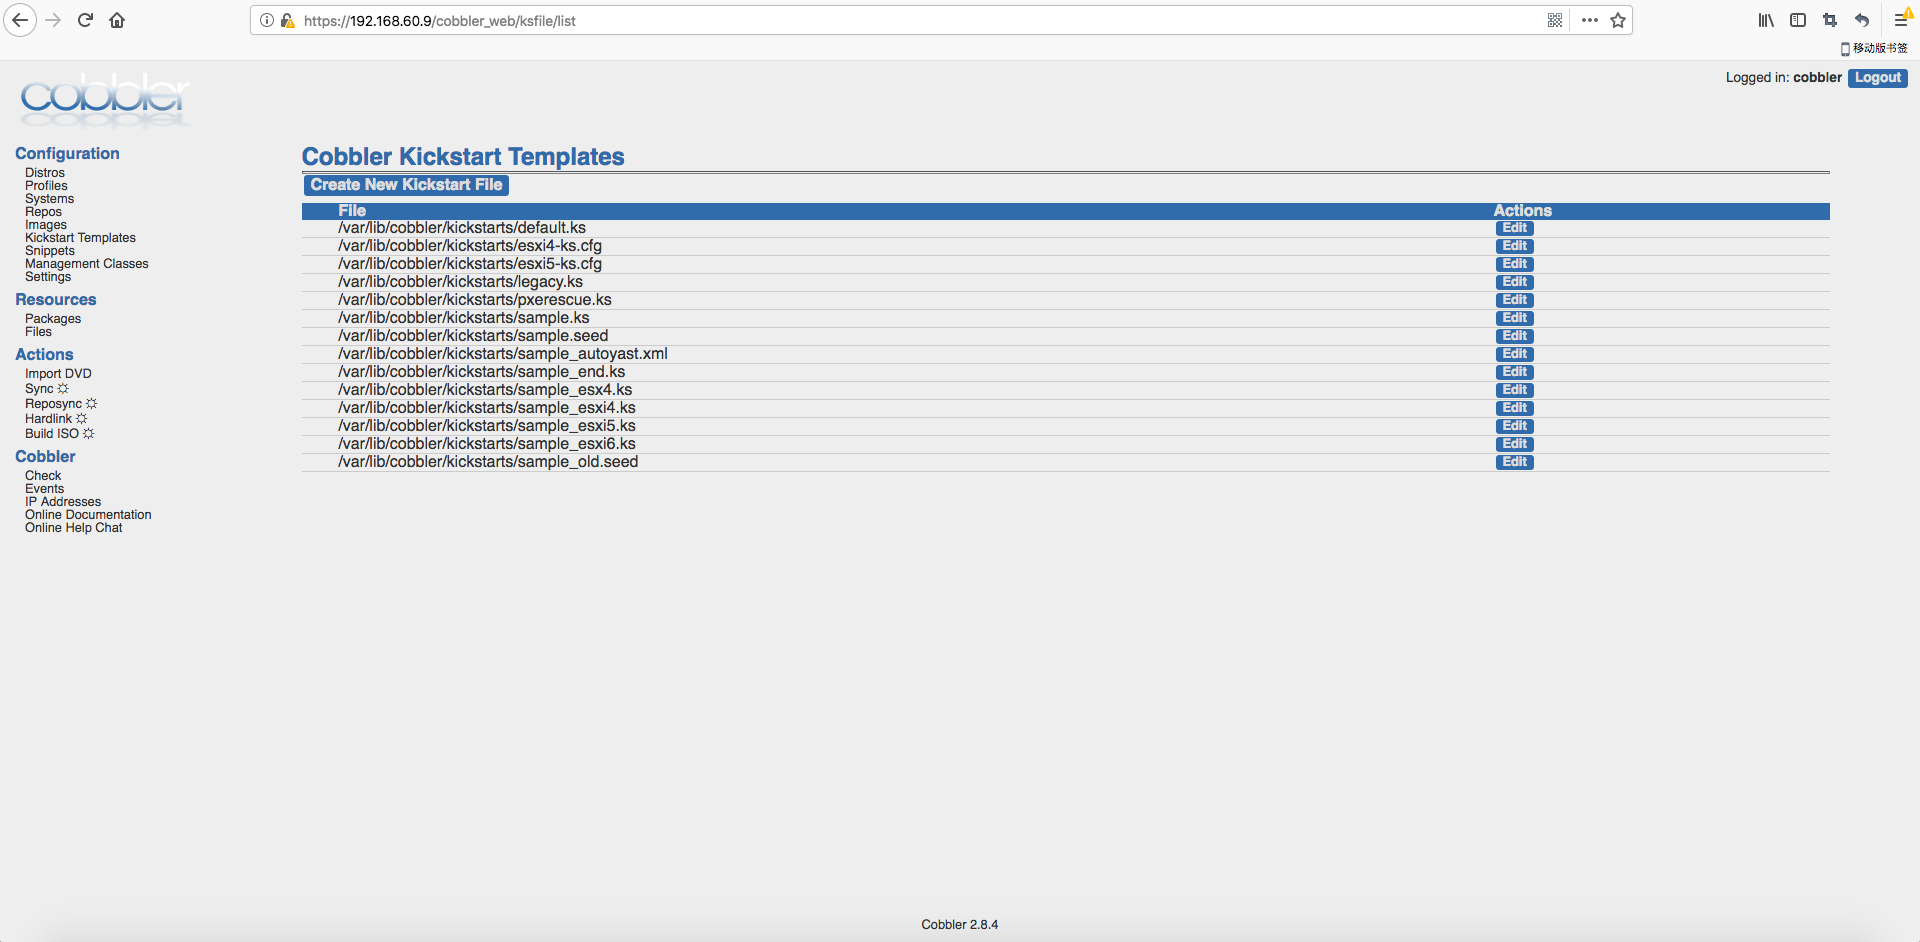 https://192.168.60.9/cobbler_web/ksfile/list
移动版书签
cobbler
Logged in: cobbler Logout
Configuration
Distros
Profiles
Systems
Repos
Images
Kickstart Templates
Snippets
Management Classes
Settings
Resources
Packages
Files
Actions
Import DVD
Sync
Reposync
Hardlink
Build ISO
Cobbler
Check
Events
IP Addresses
Online Documentation
Online Help Chat
Cobbler Kickstart Templates
Create New Kickstart File
File Actions
/var/lib/cobbler/kickstarts/default.ks Edit
/var/lib/cobbler/kickstarts/esxi4-ks.cfg Edit
/var/lib/cobbler/kickstarts/esxi5-ks.cfg Edit
/var/lib/cobbler/kickstarts/legacy.ks Edit
/var/lib/cobbler/kickstarts/pxerescue.ks Edit
/var/lib/cobbler/kickstarts/sample.ks Edit
/var/lib/cobbler/kickstarts/sample.seed Edit
/var/lib/cobbler/kickstarts/sample_autoyast.xml Edit
/var/lib/cobbler/kickstarts/sample_end.ks Edit
/var/lib/cobbler/kickstarts/sample_esx4.ks Edit
/var/lib/cobbler/kickstarts/sample_esxi4.ks Edit
/var/lib/cobbler/kickstarts/sample_esxi5.ks Edit
/var/lib/cobbler/kickstarts/sample_esxi6.ks Edit
/var/lib/cobbler/kickstarts/sample_old.seed Edit
Cobbler 2.8.4